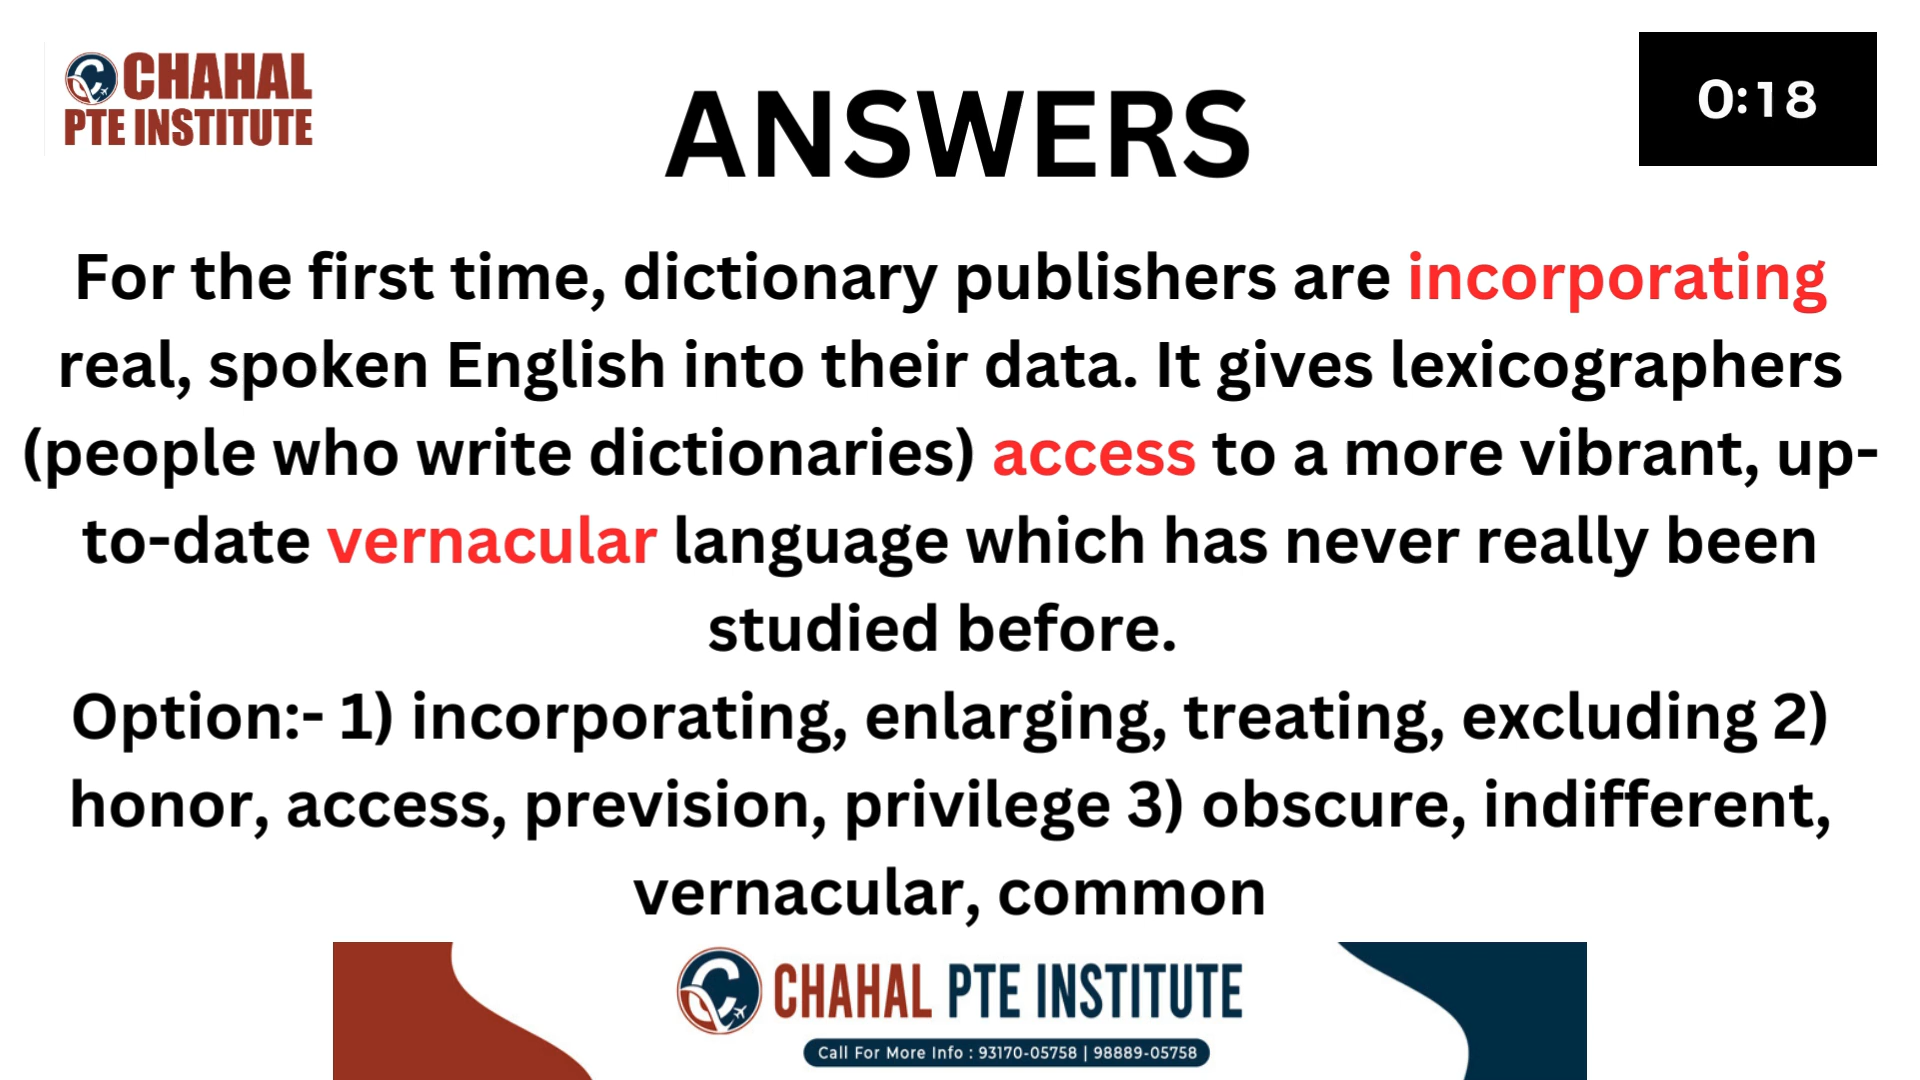 CHAHAL
PTE INSTITUTE
ANSWERS
0:18
For the first time, dictionary publishers are incorporating
real, spoken English into their data. It gives lexicographers
(people who write dictionaries) access to a more vibrant, up-
to-date vernacular language which has never really been
studied before.
Option:- 1) incorporating, enlarging, treating, excluding 2)
honor, access, prevision, privilege 3) obscure, indifferent,
vernacular, common
CHAHAL PTE INSTITUTE
Call For More Info : 93170-05758 | 98889-05758